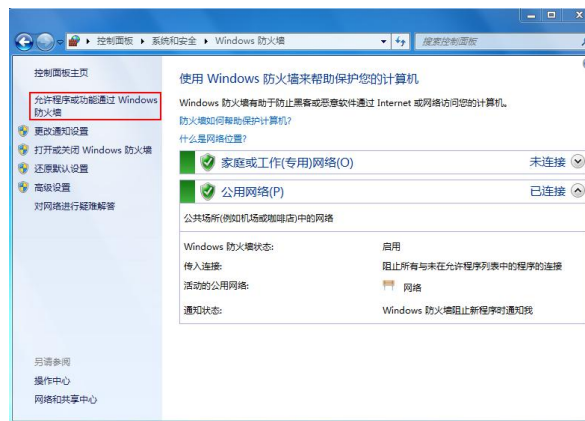 控制面板 ▸ 系统和安全 ▸ Windows 防火墙
搜索控制面板
控制面板主页
允许程序或功能通过 Windows
防火墙
更改通知设置
打开或关闭 Windows 防火墙
还原默认设置
高级设置
对网络进行疑难解答
另请参阅
操作中心
网络和共享中心
使用 Windows 防火墙来帮助保护您的计算机
Windows 防火墙有助于防止黑客或恶意软件通过 Internet 或网络访问您的计算机。
防火墙如何帮助保护计算机?
什么是网络位置?
家庭或工作(专用)网络(O) 未连接
公用网络(P) 已连接
公共场所(例如机场或咖啡店)中的网络
Windows 防火墙状态: 启用
传入连接: 阻止所有与未在允许程序列表中的程序的连接
活动的公用网络: 网络
通知状态: Windows 防火墙阻止新程序时通知我